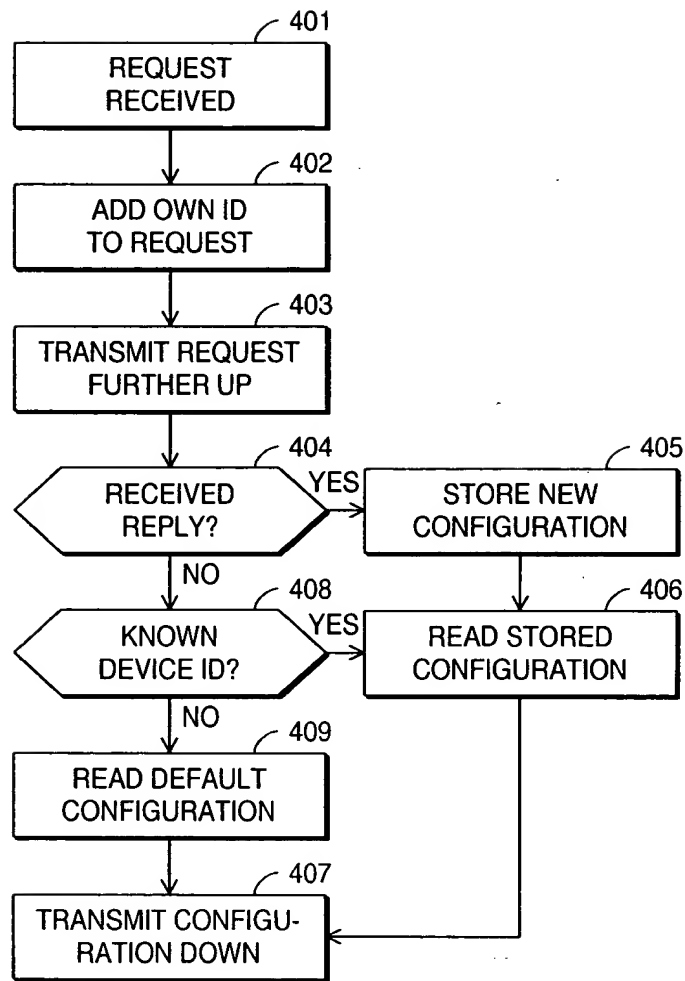 401
REQUEST
RECEIVED
402
ADD OWN ID
TO REQUEST
403
TRANSMIT REQUEST
FURTHER UP
404
RECEIVED
REPLY?
YES
405
STORE NEW
CONFIGURATION
NO
408
KNOWN
DEVICE ID?
YES
406
READ STORED
CONFIGURATION
NO
409
READ DEFAULT
CONFIGURATION
407
TRANSMIT CONFIGU-
RATION DOWN